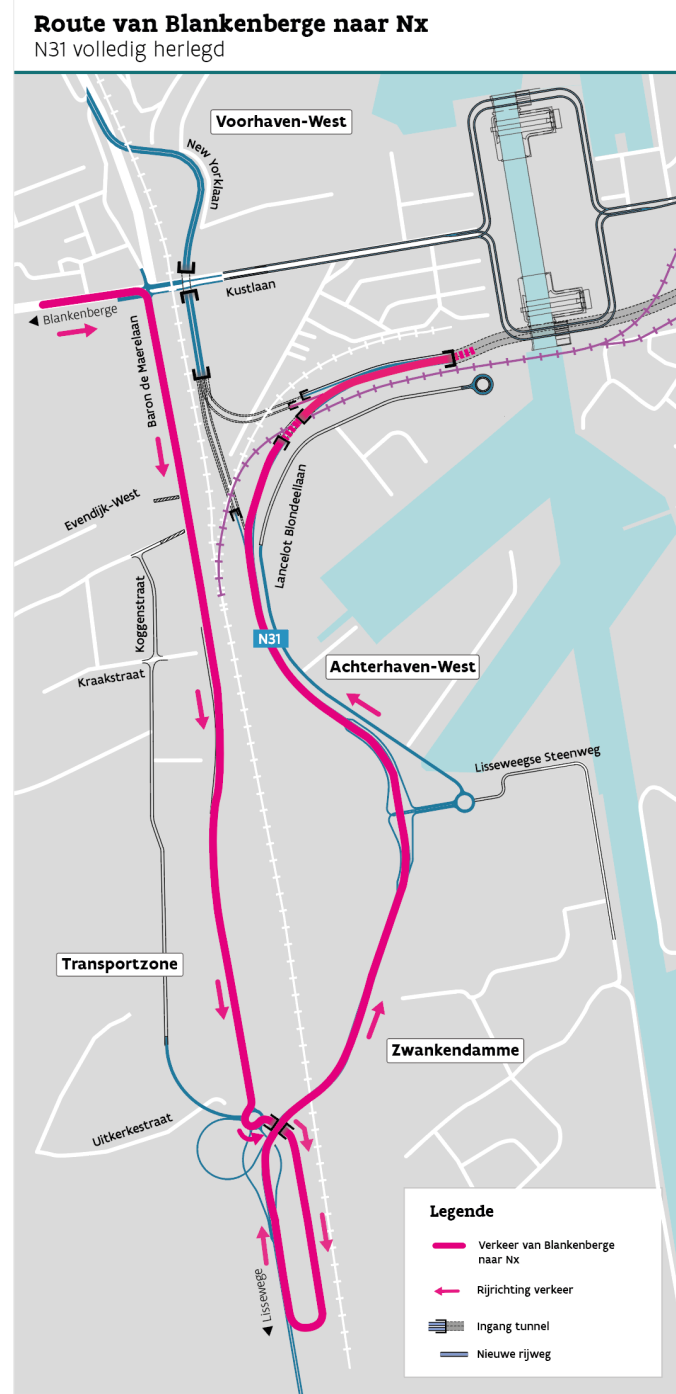 Route van Blankenberge naar Nx
N31 volledig herlegd
Voorhaven-West
New Yorklaan
Kustlaan
Blankenberge
Baron de Maerelaan
Evendijk-West
Lancelot Blondeellaan
Koggenstraat
N31
Achterhaven-West
Kraakstraat
Lisseweegse Steenweg
Transportzone
Zwankendamme
Uitkerkestraat
Lissewege
Legende
Verkeer van Blankenberge
naar Nx
Rijrichting verkeer
Ingang tunnel
Nieuwe rijweg